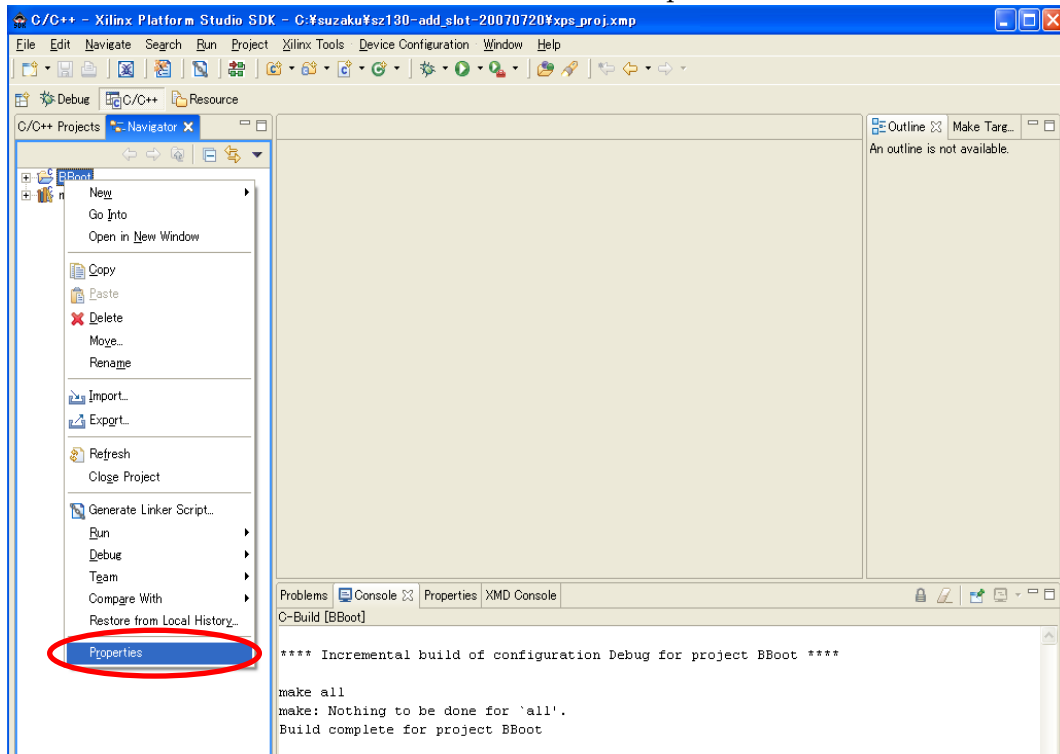 C/C++ - Xilinx Platform Studio SDK - C:¥suzaku¥sz130-add_slot-20070720¥xps_proj.xmp
File Edit Navigate Search Run Project Xilinx Tools Device Configuration Window Help
Debug C/C++ Resource
C/C++ Projects Navigator
Outline Make Targ...
An outline is not available.
BBoot
New
Go Into
Open in New Window
Copy
Paste
Delete
Move...
Rename
Import...
Export...
Refresh
Close Project
Generate Linker Script...
Run
Debug
Team
Compare With
Restore from Local History...
Properties
Problems Console Properties XMD Console
C-Build [BBoot]
**** Incremental build of configuration Debug for project BBoot ****
make all
make: Nothing to be done for `all'.
Build complete for project BBoot